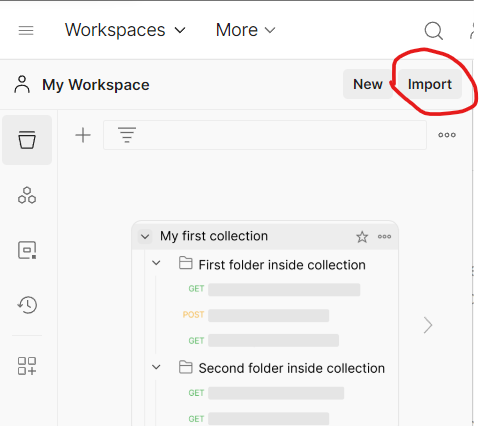 Workspaces More
My Workspace New Import
My first collection
First folder inside collection
GET
POST
GET
Second folder inside collection
GET
GET